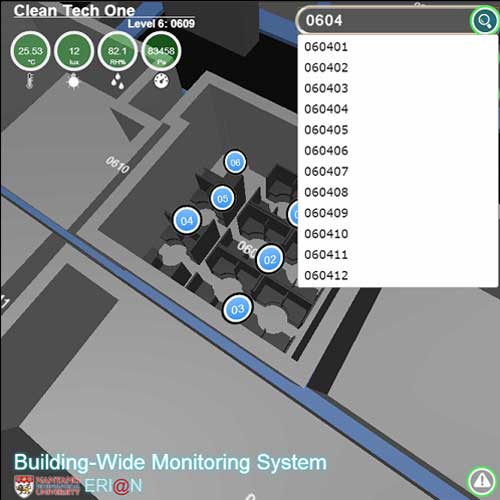 Clean Tech One
Level 6: 0609
25.53
°C
12
lux
82.1
RH%
83458
Pa
0604
060401
060402
060403
060404
060405
060406
060407
060408
060409
060410
060411
060412
0610
06
05
04
02
03
Building-Wide Monitoring System
NANYANG
TECHNOLOGICAL
UNIVERSITY
ERI@N